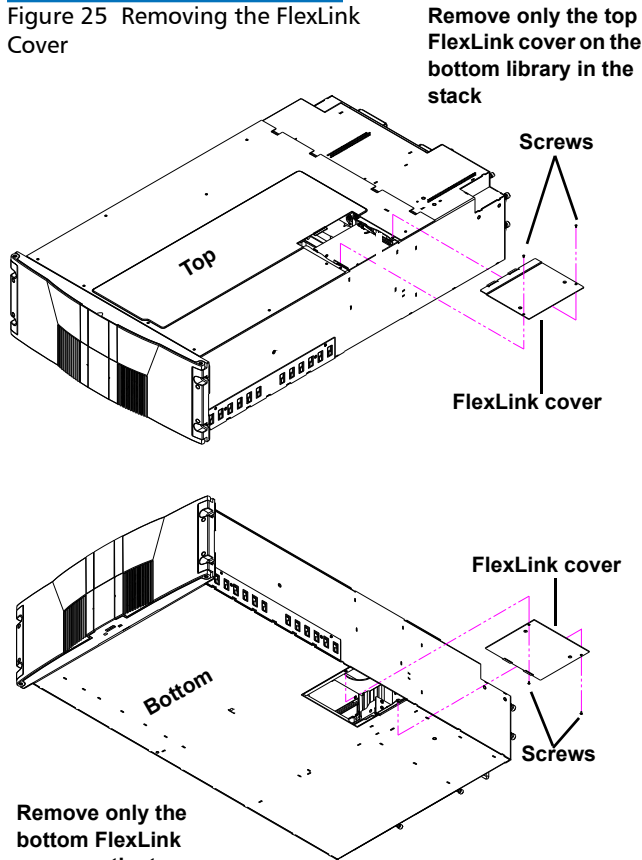 Figure 25 Removing the FlexLink
Cover
Remove only the top
FlexLink cover on the
bottom library in the
stack
Screws
Top
FlexLink cover
FlexLink cover
Bottom
Screws
Remove only the
bottom FlexLink